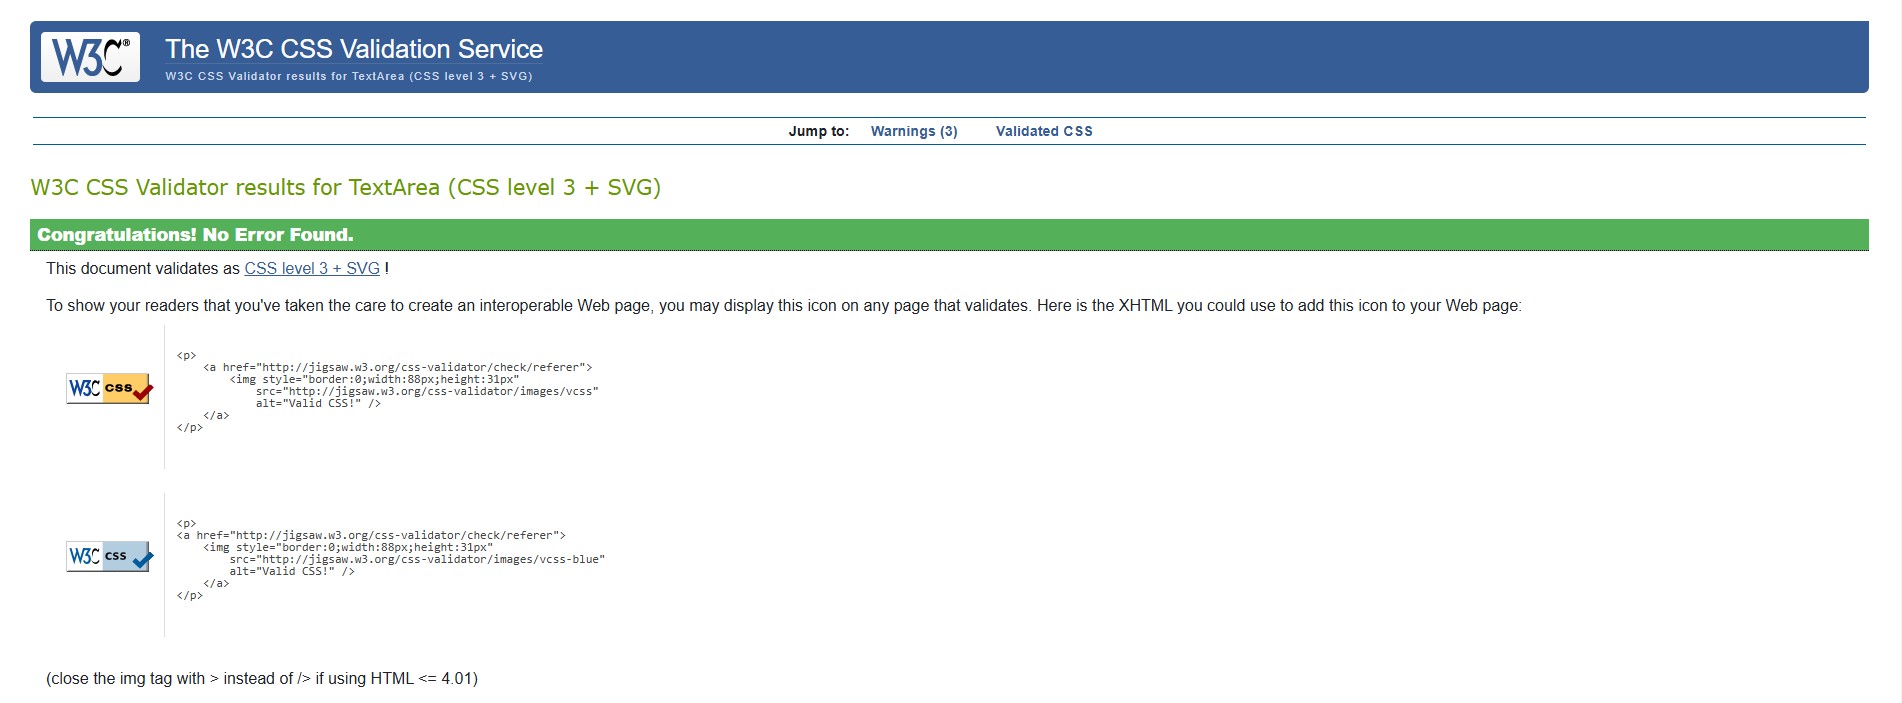 W3C®
The W3C CSS Validation Service
W3C CSS Validator results for TextArea (CSS level 3 + SVG)
Jump to: Warnings (3) Validated CSS
W3C CSS Validator results for TextArea (CSS level 3 + SVG)
Congratulations! No Error Found.
This document validates as CSS level 3 + SVG !
To show your readers that you've taken the care to create an interoperable Web page, you may display this icon on any page that validates. Here is the XHTML you could use to add this icon to your Web page:
W3C css
<p>
<a href="http://jigsaw.w3.org/css-validator/check/referer">
<img style="border:0;width:88px;height:31px"
src="http://jigsaw.w3.org/css-validator/images/vcss"
alt="Valid CSS!" />
</a>
</p>
W3C css
<p>
<a href="http://jigsaw.w3.org/css-validator/check/referer">
<img style="border:0;width:88px;height:31px"
src="http://jigsaw.w3.org/css-validator/images/vcss-blue"
alt="Valid CSS!" />
</a>
</p>
(close the img tag with > instead of /> if using HTML <= 4.01)